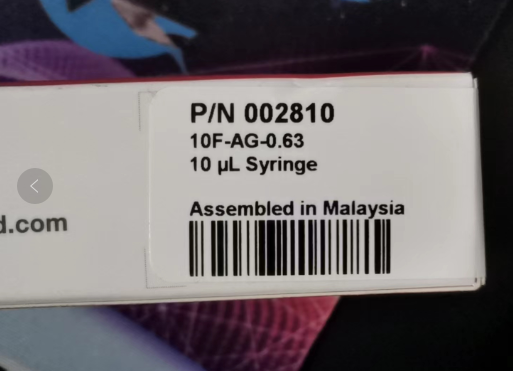 P/N 002810
10F-AG-0.63
10 µL Syringe
d.com
Assembled in Malaysia